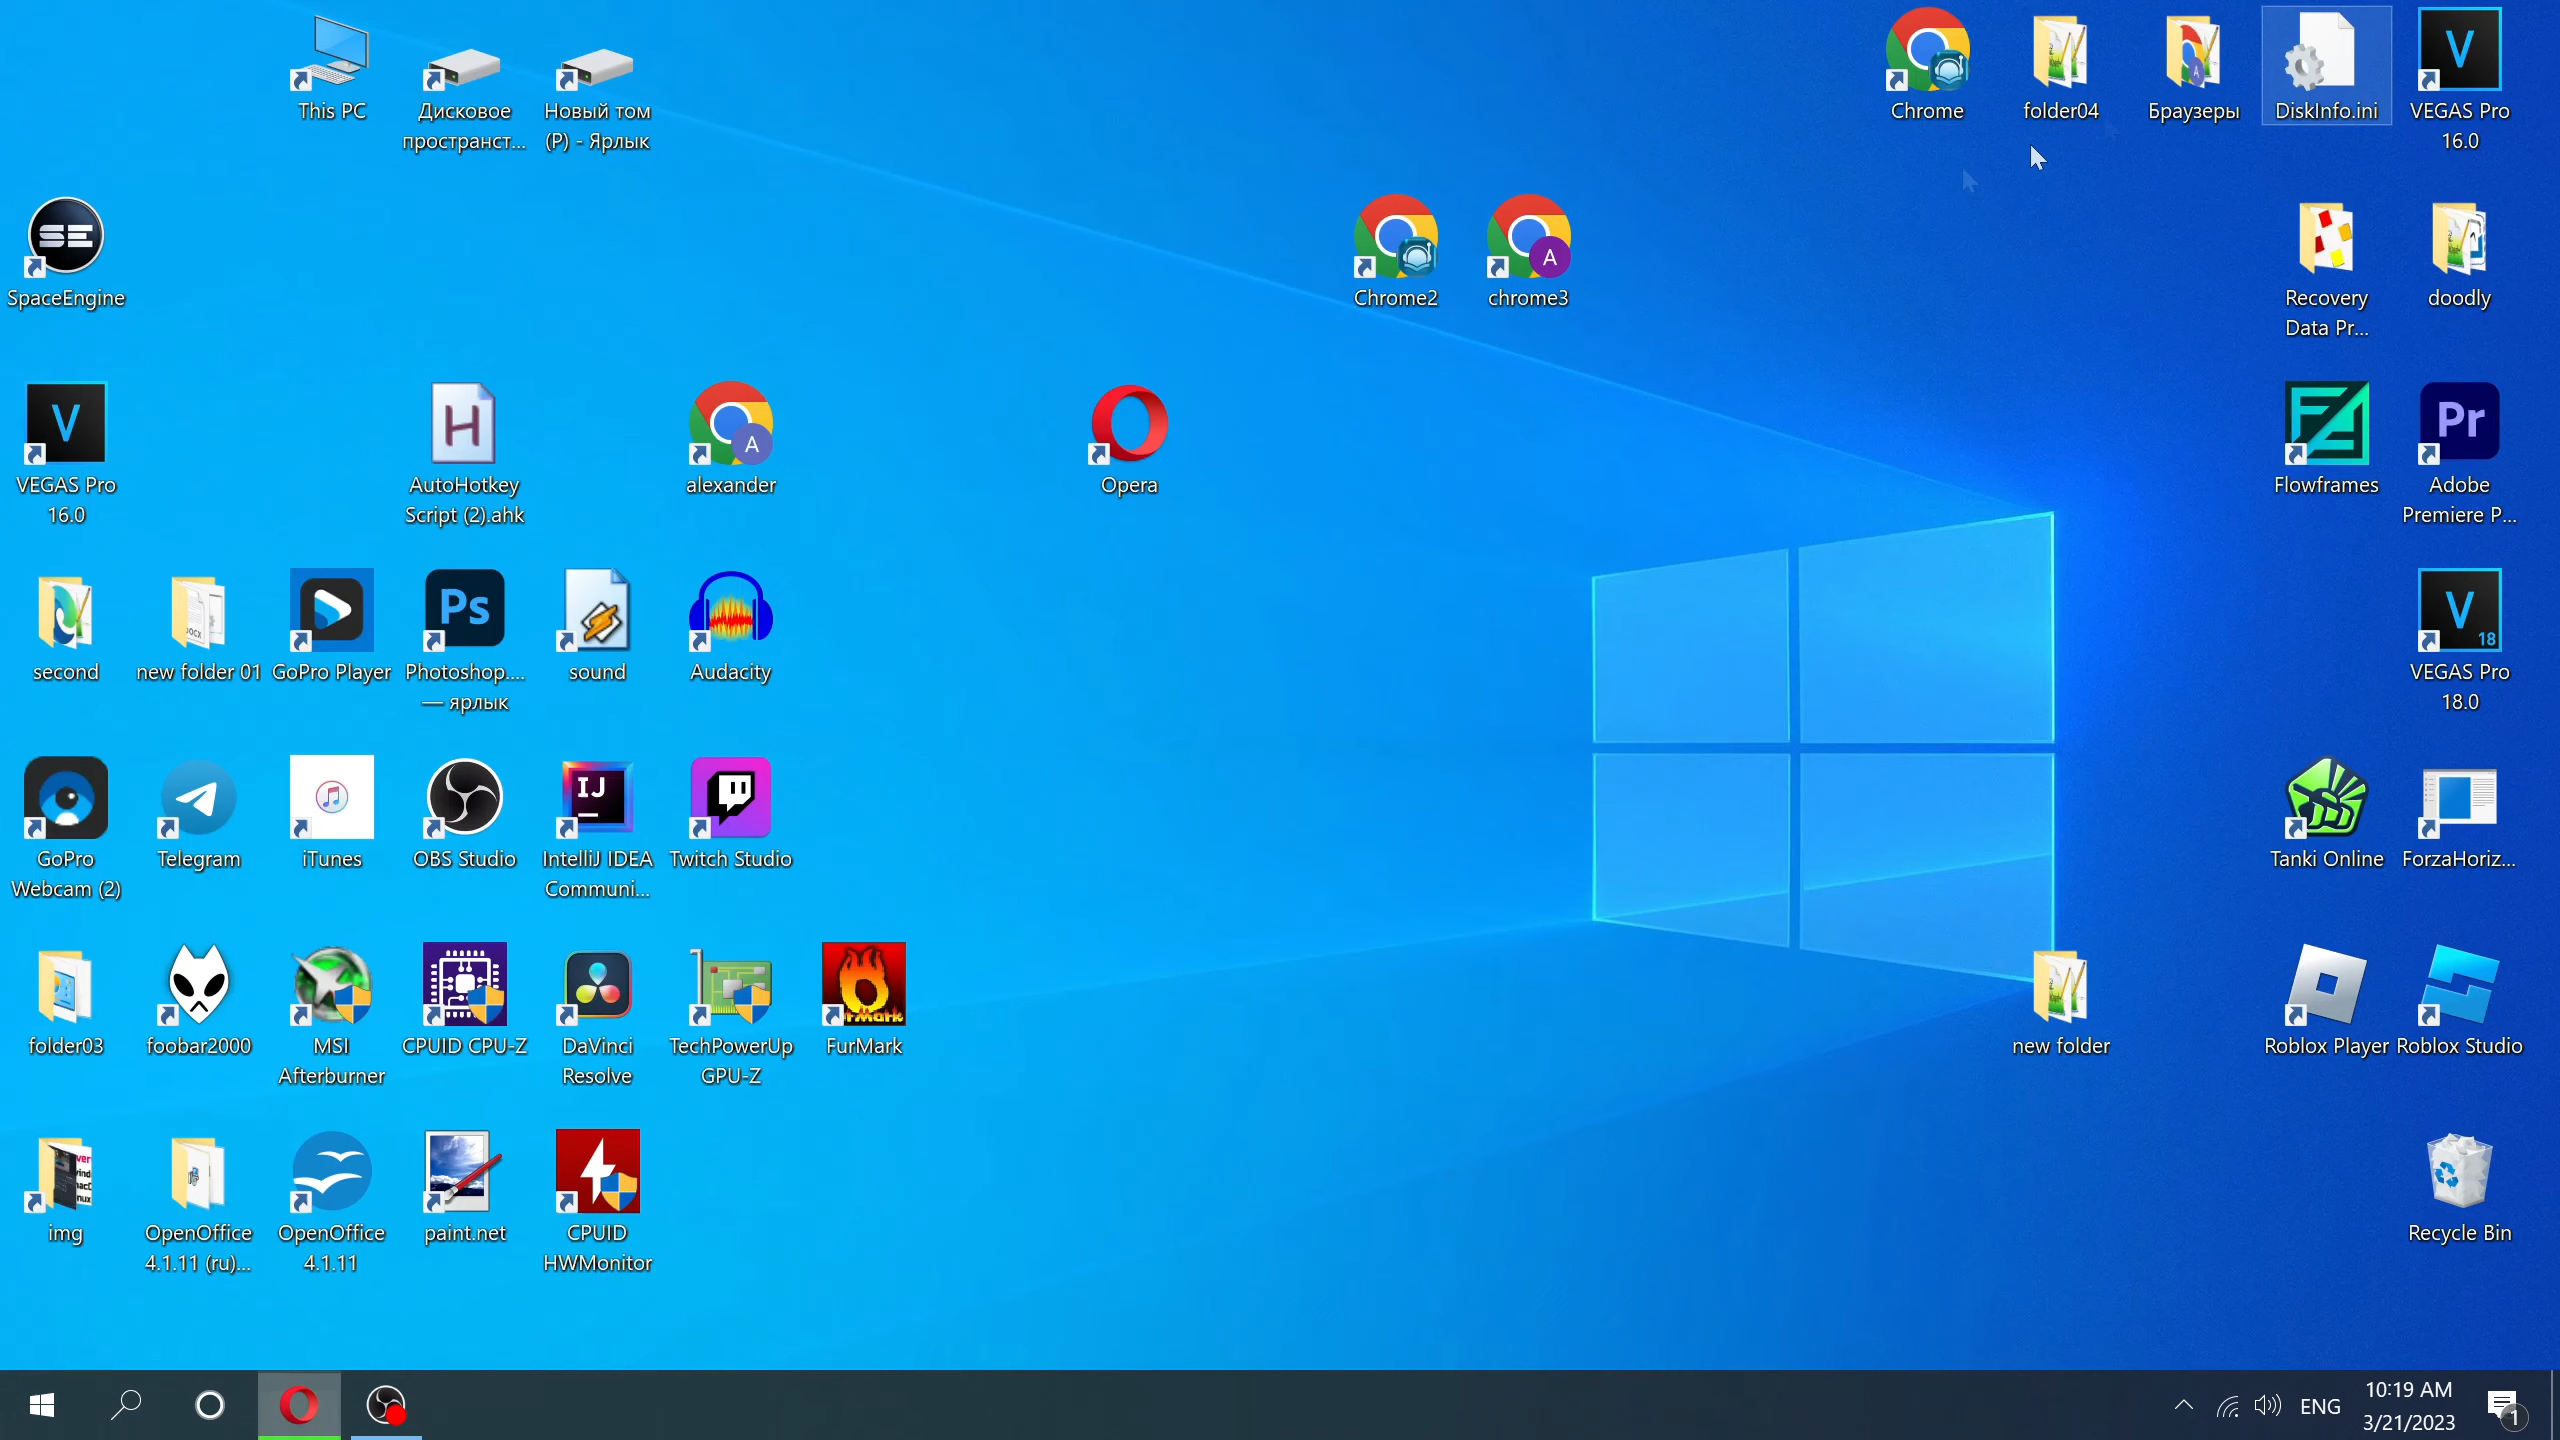 This PC
Дисковое
пространст...
Новый том
(P) - Ярлык
Chrome
folder04
Браузеры
DiskInfo.ini
VEGAS Pro
16.0
SpaceEngine
Chrome2
A
chrome3
Recovery
Data Pr...
doodly
VEGAS Pro
16.0
AutoHotkey
Script (2).ahk
A
alexander
Opera
Flowframes
Pr
Adobe
Premiere P...
second
new folder 01
GoPro Player
Ps
Photoshop....
— ярлык
sound
Audacity
18
VEGAS Pro
18.0
GoPro
Webcam (2)
Telegram
iTunes
OBS Studio
IJ
IntelliJ IDEA
Communi...
Twitch Studio
Tanki Online
ForzaHoriz...
folder03
foobar2000
MSI
Afterburner
CPUID CPU-Z
DaVinci
Resolve
TechPowerUp
GPU-Z
FurMark
new folder
Roblox Player
Roblox Studio
img
OpenOffice
4.1.11 (ru)...
OpenOffice
4.1.11
paint.net
CPUID
HWMonitor
Recycle Bin
ENG
10:19 AM
3/21/2023
1